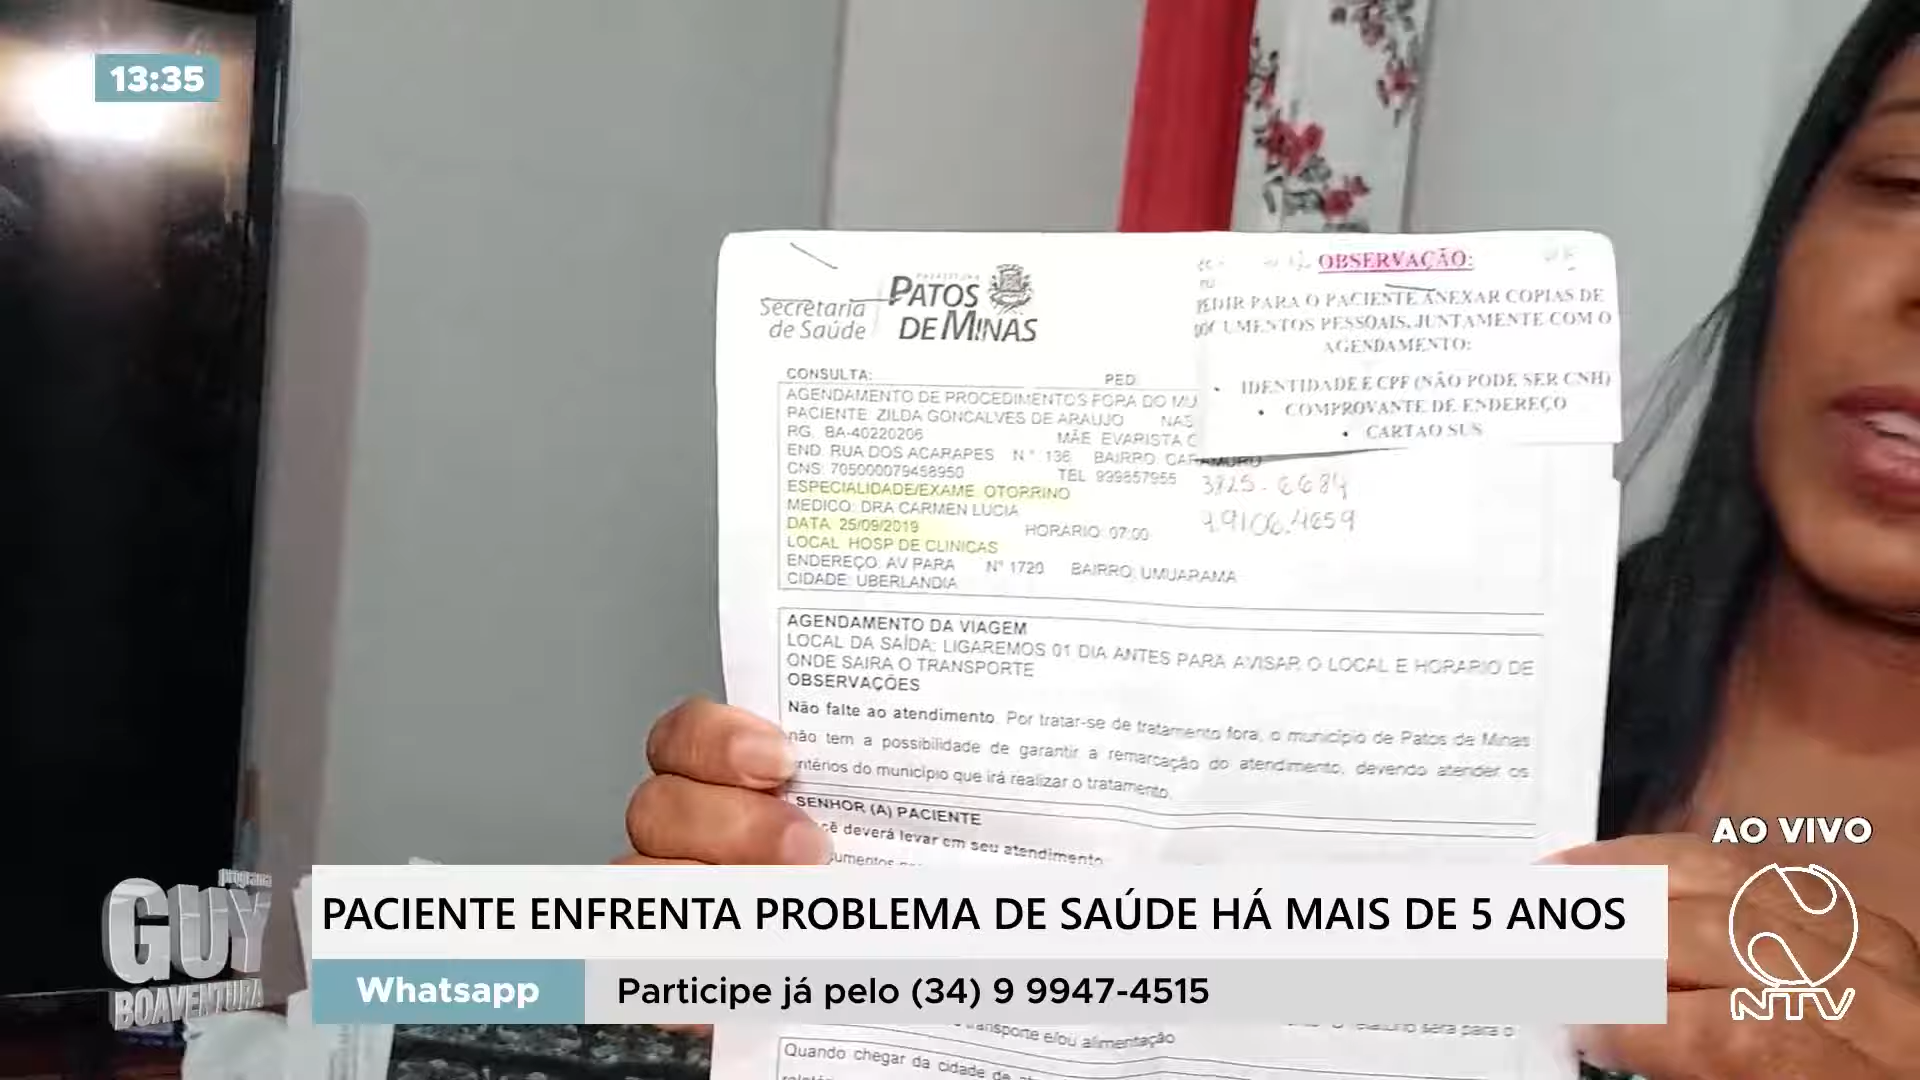 13:35
PREFEITURA
Secretaria
de Saúde
PATOS
DE MINAS
OBSERVAÇÃO:
PEDIR PARA O PACIENTE ANEXAR COPIAS DE
DOCUMENTOS PESSOAIS, JUNTAMENTE COM O
AGENDAMENTO:
• IDENTIDADE E CPF (NÃO PODE SER CNH)
• COMPROVANTE DE ENDEREÇO
• CARTAO SUS
CONSULTA: PED
AGENDAMENTO DE PROCEDIMENTOS FORA DO MU
PACIENTE: ZILDA GONCALVES DE ARAUJO NAS
RG: BA-40220206 MÃE: EVARISTA
END: RUA DOS ACARAPES Nº: 136 BAIRRO: CARAMURU
CNS: 705000079458950 TEL 999857955
3825-6684
ESPECIALIDADE/EXAME: OTORRINO
MEDICO: DRA CARMEN LUCIA
99106.4659
DATA: 25/09/2019 HORARIO: 07:00
LOCAL: HOSP DE CLINICAS
ENDEREÇO: AV PARA Nº 1720 BAIRRO: UMUARAMA
CIDADE: UBERLANDIA
AGENDAMENTO DA VIAGEM
LOCAL DA SAÍDA: LIGAREMOS 01 DIA ANTES PARA AVISAR O LOCAL E HORARIO DE
ONDE SAIRA O TRANSPORTE
OBSERVAÇÕES
Não falte ao atendimento. Por tratar-se de tratamento fora, o município de Patos de Minas
não tem a possibilidade de garantir a remarcação do atendimento, devendo atender os
critérios do município que irá realizar o tratamento.
SENHOR (A) PACIENTE
deverá levar em seu atendimento
AO VIVO
programa
GUY
BOAVENTURA
PACIENTE ENFRENTA PROBLEMA DE SAÚDE HÁ MAIS DE 5 ANOS
Whatsapp Participe já pelo (34) 9 9947-4515
NTV
transporte e/ou alimentação
relatório será para o
Quando chegar da cidade de